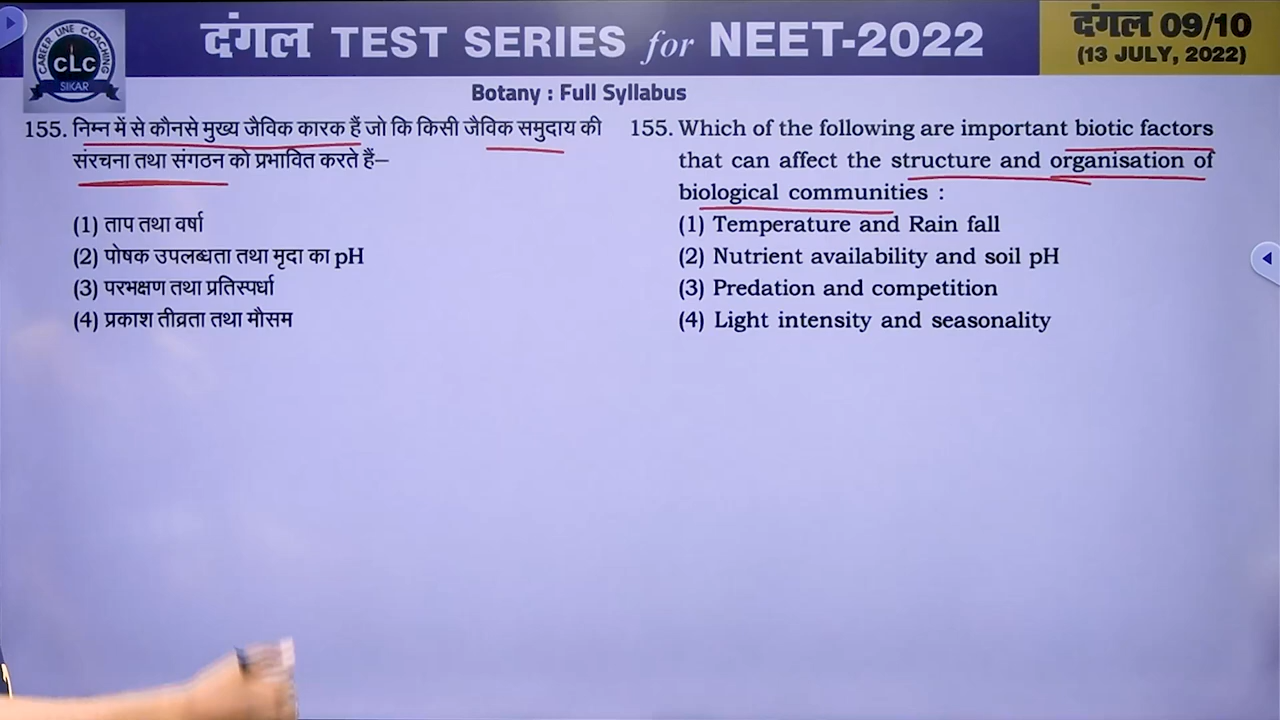 CAREER LINE COACHING
CLC
SIKAR
दंगल TEST SERIES for NEET-2022
दंगल 09/10
(13 JULY, 2022)
Botany : Full Syllabus
155. निम्न में से कौनसे मुख्य जैविक कारक हैं जो कि किसी जैविक समुदाय की
संरचना तथा संगठन को प्रभावित करते हैं–
(1) ताप तथा वर्षा
(2) पोषक उपलब्धता तथा मृदा का pH
(3) परभक्षण तथा प्रतिस्पर्धा
(4) प्रकाश तीव्रता तथा मौसम
155. Which of the following are important biotic factors
that can affect the structure and organisation of
biological communities :
(1) Temperature and Rain fall
(2) Nutrient availability and soil pH
(3) Predation and competition
(4) Light intensity and seasonality